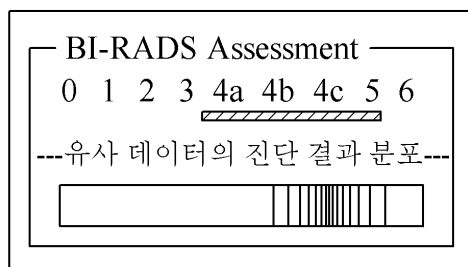 BI-RADS Assessment
0 1 2 3 4a 4b 4c 5 6
---유사 데이터의 진단 결과 분포---